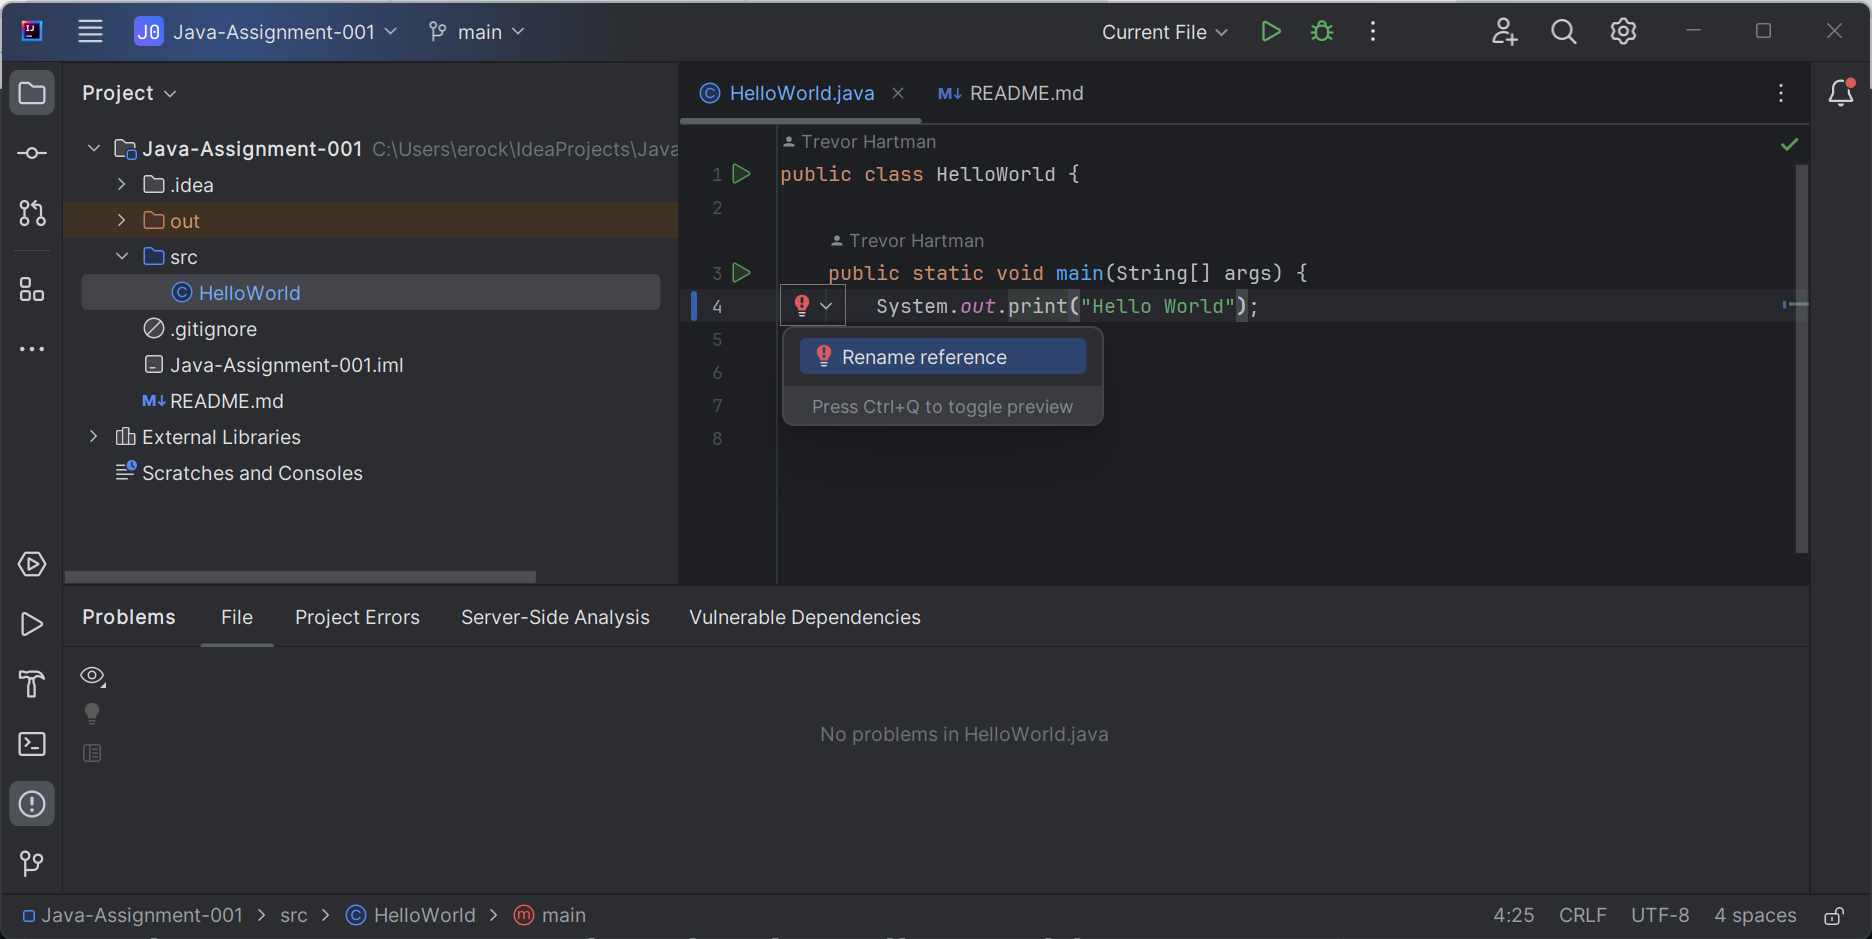 J0 Java-Assignment-001 main Current File
Project
HelloWorld.java README.md
Java-Assignment-001 C:\Users\erock\IdeaProjects\Java
.idea
out
src
HelloWorld
.gitignore
Java-Assignment-001.iml
M↓ README.md
External Libraries
Scratches and Consoles
Trevor Hartman
1 public class HelloWorld {
2
Trevor Hartman
3 public static void main(String[] args) {
4 System.out.print("Hello World");
5
6
7
8
Rename reference
Press Ctrl+Q to toggle preview
Problems File Project Errors Server-Side Analysis Vulnerable Dependencies
No problems in HelloWorld.java
Java-Assignment-001 > src > HelloWorld > main 4:25 CRLF UTF-8 4 spaces